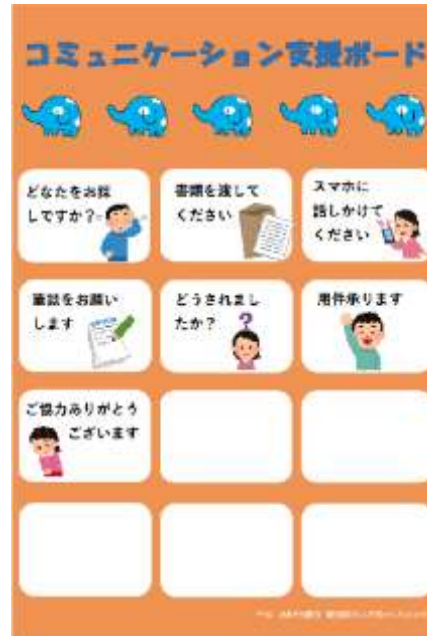 コミュニケーション支援ボード
どなたをお探
しですか？
書類を渡して
ください
スマホに
話しかけて
ください
筆談をお願い
します
どうされまし
たか？
?
用件承ります
ご協力ありがとう
ございます